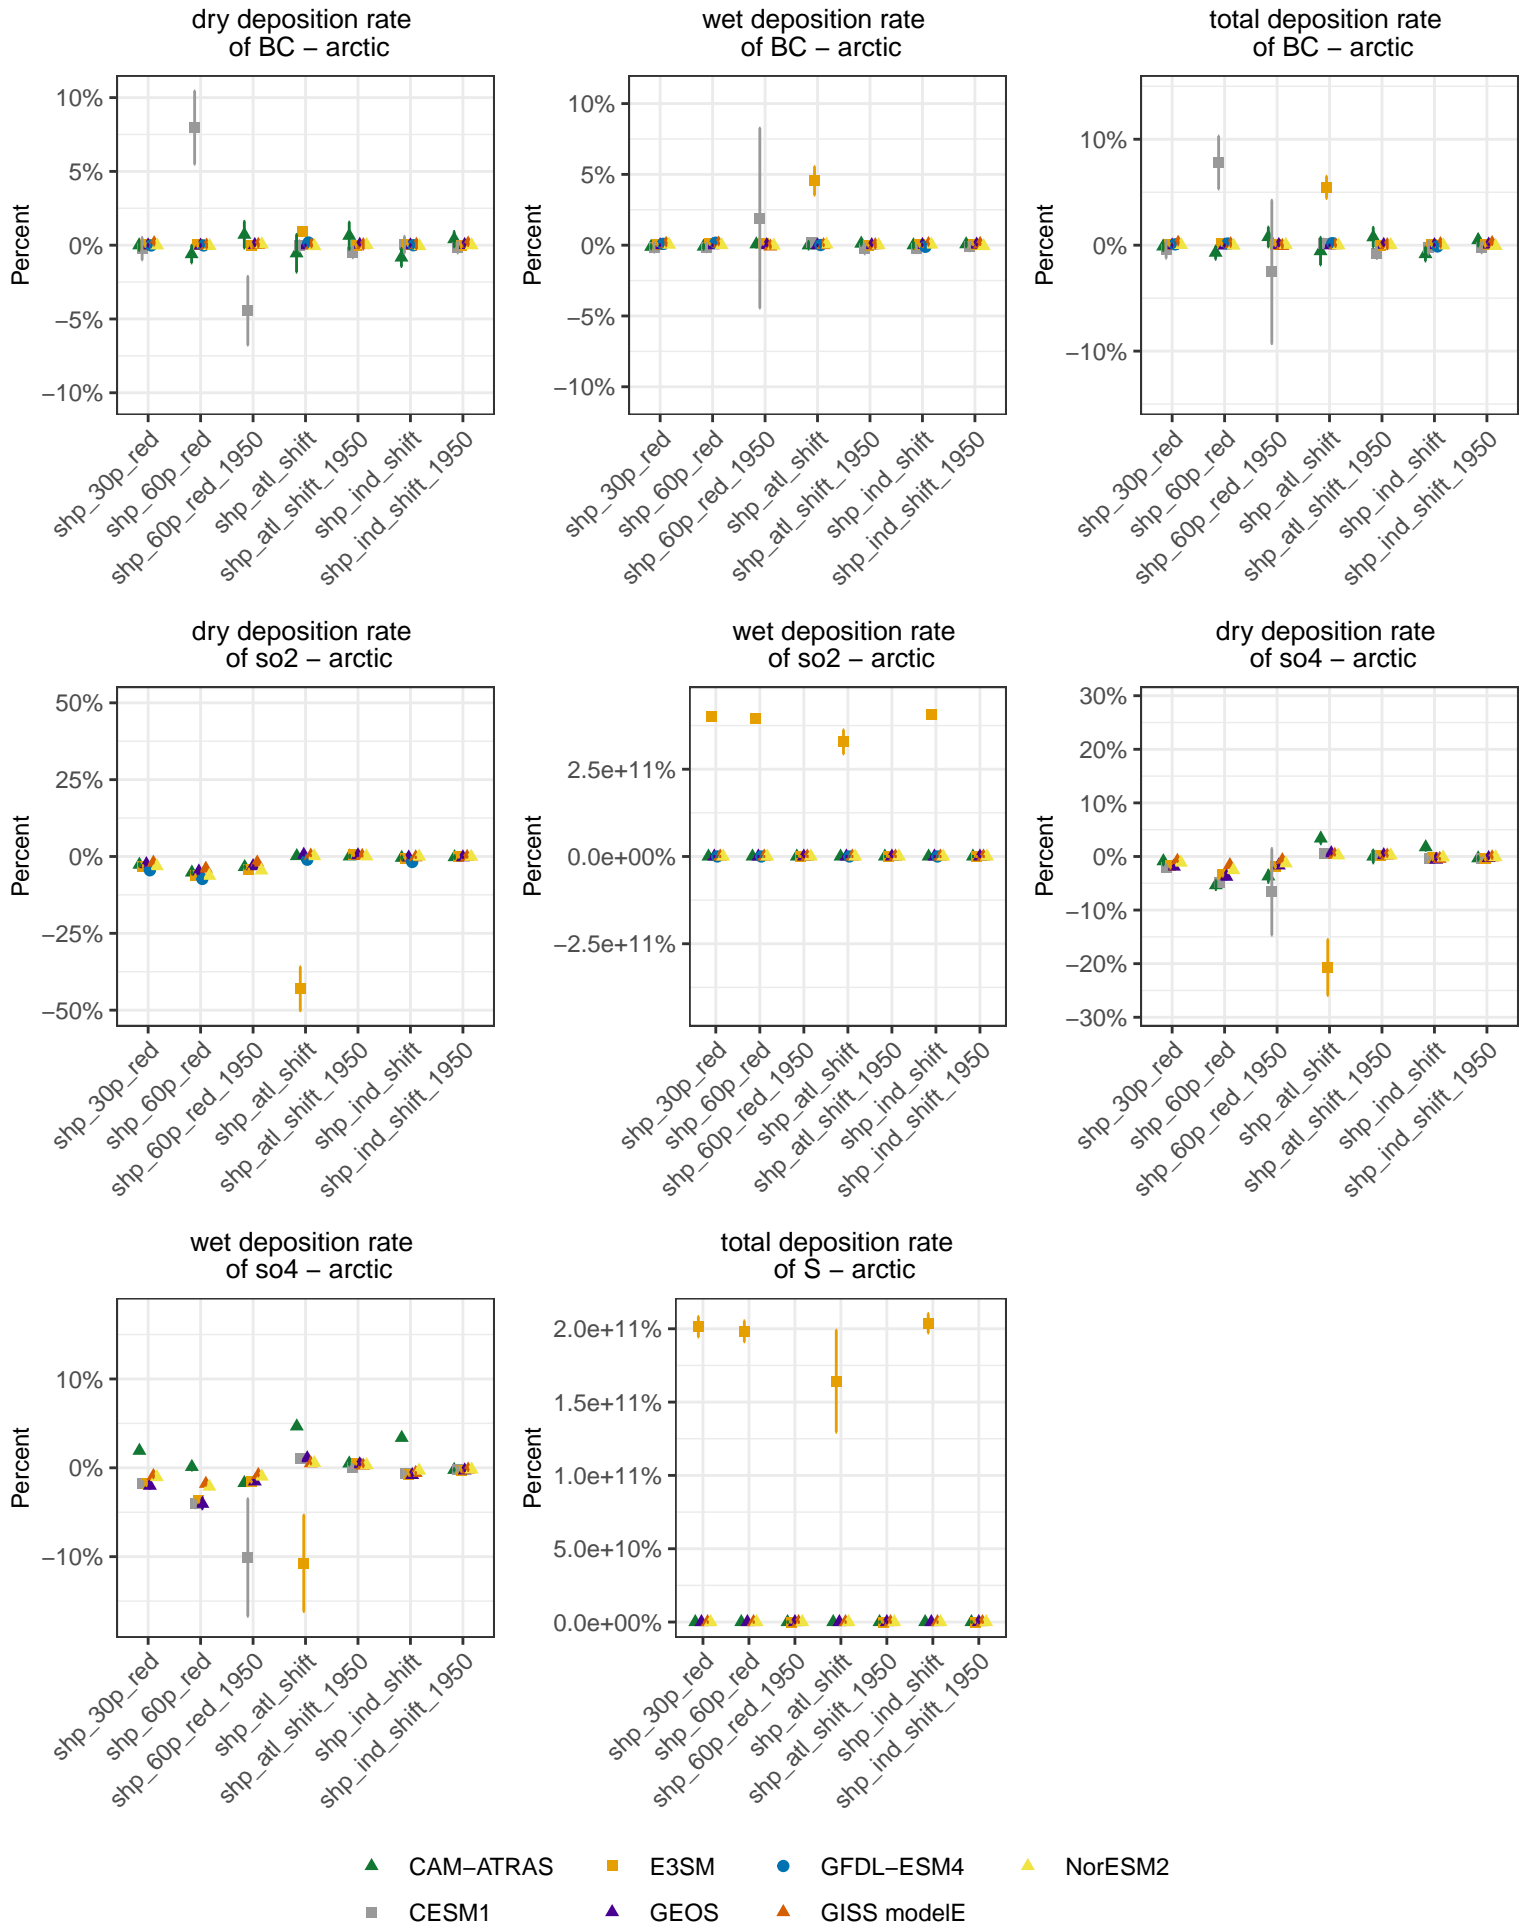 dry deposition rate
of BC − arctic
Percent
10%
5%
0%
−5%
−10%
shp_30p_red
shp_60p_red
shp_60p_red_1950
shp_atl_shift
shp_atl_shift_1950
shp_ind_shift
shp_ind_shift_1950
wet deposition rate
of BC − arctic
Percent
10%
5%
0%
−5%
−10%
shp_30p_red
shp_60p_red
shp_60p_red_1950
shp_atl_shift
shp_atl_shift_1950
shp_ind_shift
shp_ind_shift_1950
total deposition rate
of BC − arctic
Percent
10%
0%
−10%
shp_30p_red
shp_60p_red
shp_60p_red_1950
shp_atl_shift
shp_atl_shift_1950
shp_ind_shift
shp_ind_shift_1950
dry deposition rate
of so2 − arctic
Percent
50%
25%
0%
−25%
−50%
shp_30p_red
shp_60p_red
shp_60p_red_1950
shp_atl_shift
shp_atl_shift_1950
shp_ind_shift
shp_ind_shift_1950
wet deposition rate
of so2 − arctic
Percent
2.5e+11%
0.0e+00%
−2.5e+11%
shp_30p_red
shp_60p_red
shp_60p_red_1950
shp_atl_shift
shp_atl_shift_1950
shp_ind_shift
shp_ind_shift_1950
dry deposition rate
of so4 − arctic
Percent
30%
20%
10%
0%
−10%
−20%
−30%
shp_30p_red
shp_60p_red
shp_60p_red_1950
shp_atl_shift
shp_atl_shift_1950
shp_ind_shift
shp_ind_shift_1950
wet deposition rate
of so4 − arctic
Percent
10%
0%
−10%
shp_30p_red
shp_60p_red
shp_60p_red_1950
shp_atl_shift
shp_atl_shift_1950
shp_ind_shift
shp_ind_shift_1950
total deposition rate
of S − arctic
Percent
2.0e+11%
1.5e+11%
1.0e+11%
5.0e+10%
0.0e+00%
shp_30p_red
shp_60p_red
shp_60p_red_1950
shp_atl_shift
shp_atl_shift_1950
shp_ind_shift
shp_ind_shift_1950
CAM−ATRAS E3SM GFDL−ESM4 NorESM2
CESM1 GEOS GISS modelE